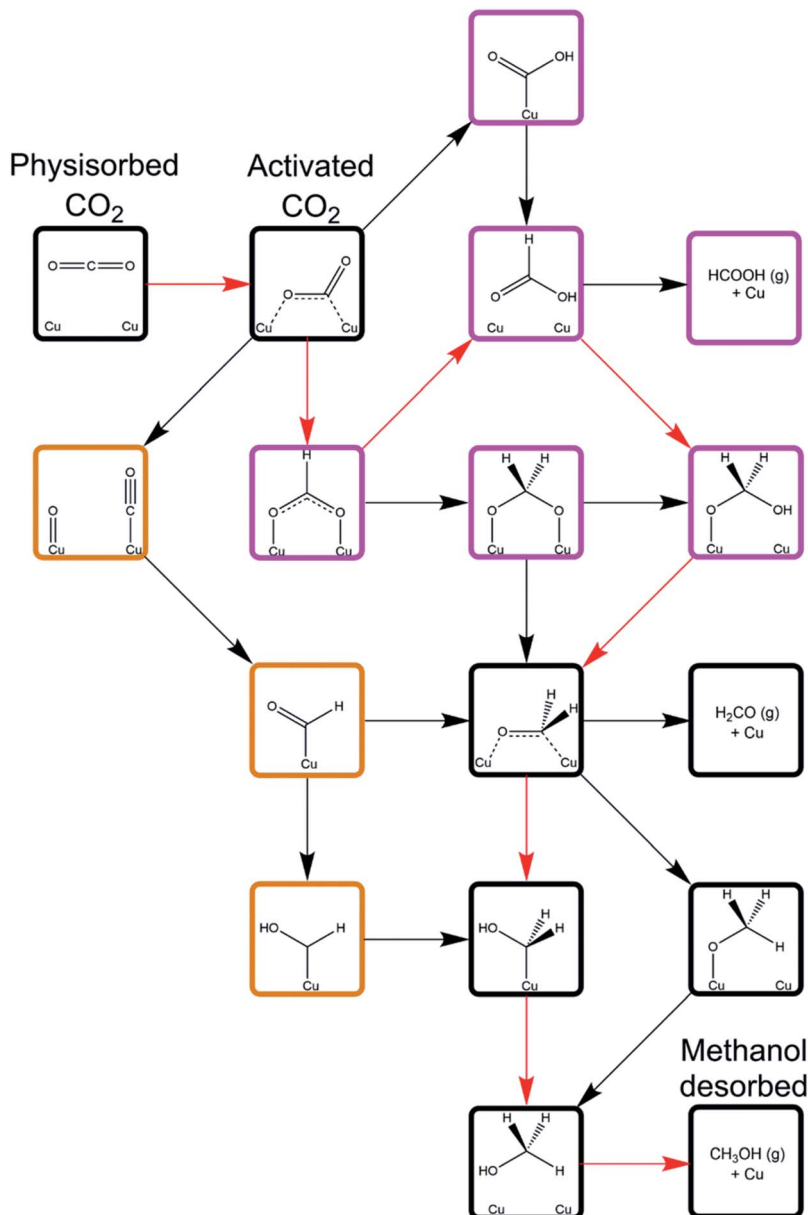 O OH
Cu
Physisorbed
CO₂
Activated
CO₂
O=C=O
Cu Cu
O
O
Cu Cu
H
O OH
Cu Cu
HCOOH (g)
+ Cu
O
O C
Cu Cu
H
O O
Cu Cu
H H
O O
Cu Cu
H H
O OH
Cu Cu
O H
Cu
H
O C H
Cu Cu
H₂CO (g)
+ Cu
HO H
Cu
H
HO C H
Cu
H H
O H
Cu Cu
Methanol
desorbed
H H
HO H
Cu Cu
CH₃OH (g)
+ Cu